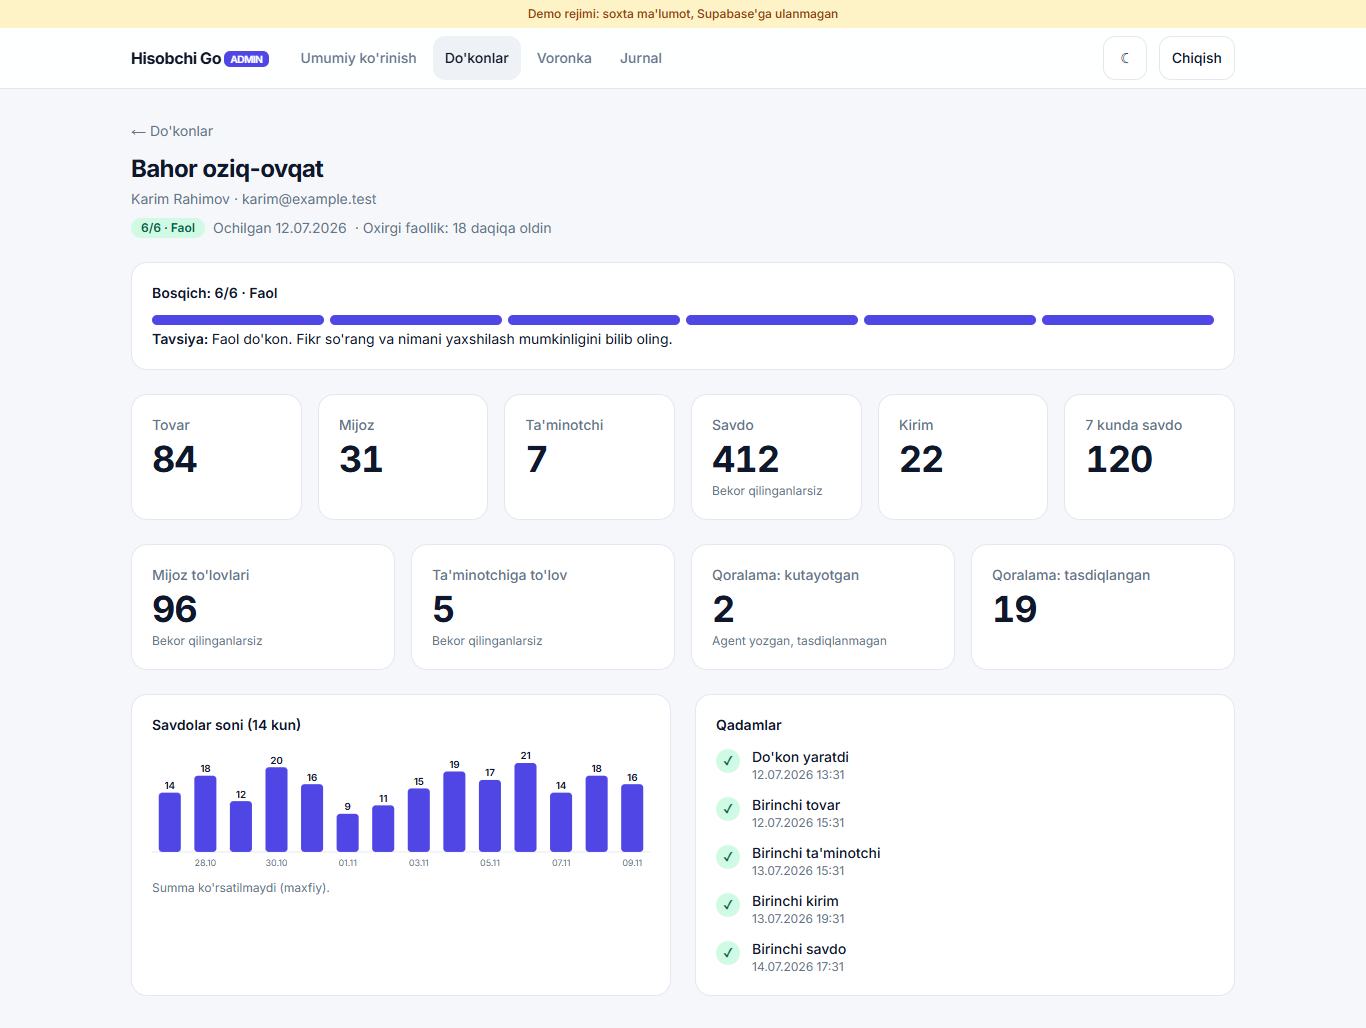 Demo rejimi: soxta ma'lumot, Supabase'ga ulanmagan
Hisobchi Go ADMIN Umumiy ko'rinish Do'konlar Voronka Jurnal ☾ Chiqish
← Do'konlar
Bahor oziq-ovqat
Karim Rahimov · karim@example.test
6/6 · Faol Ochilgan 12.07.2026 · Oxirgi faollik: 18 daqiqa oldin
Bosqich: 6/6 · Faol
Tavsiya: Faol do'kon. Fikr so'rang va nimani yaxshilash mumkinligini bilib oling.
Tovar Mijoz Ta'minotchi Savdo Kirim 7 kunda savdo
84 31 7 412 22 120
Bekor qilinganlarsiz
Mijoz to'lovlari Ta'minotchiga to'lov Qoralama: kutayotgan Qoralama: tasdiqlangan
96 5 2 19
Bekor qilinganlarsiz Bekor qilinganlarsiz Agent yozgan, tasdiqlanmagan
Savdolar soni (14 kun)
14 18 12 20 16 9 11 15 19 17 21 14 18 16
28.10 30.10 01.11 03.11 05.11 07.11 09.11
Summa ko'rsatilmaydi (maxfiy).
Qadamlar
✓ Do'kon yaratdi
12.07.2026 13:31
✓ Birinchi tovar
12.07.2026 15:31
✓ Birinchi ta'minotchi
13.07.2026 15:31
✓ Birinchi kirim
13.07.2026 19:31
✓ Birinchi savdo
14.07.2026 17:31